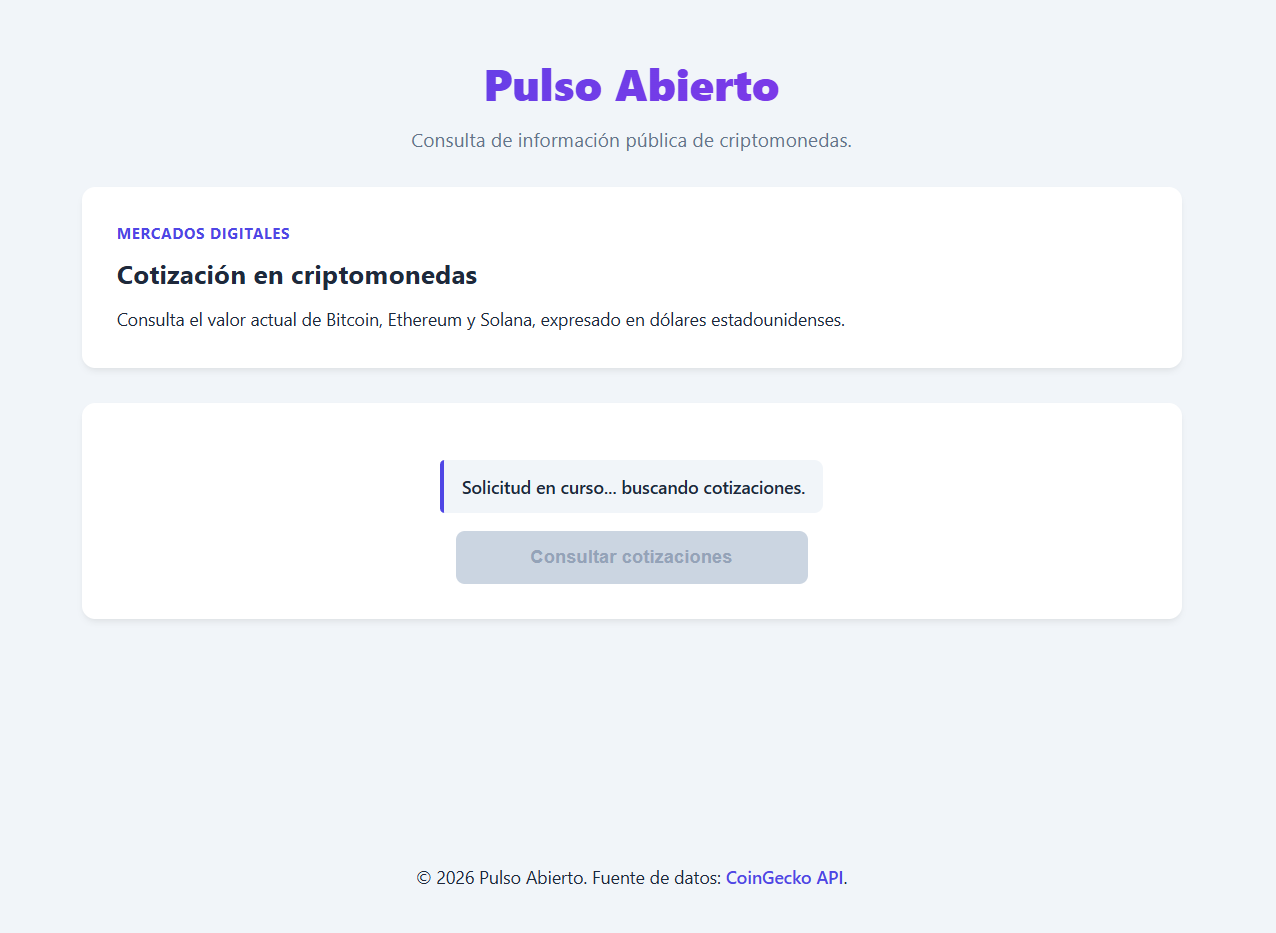 Pulso Abierto
Consulta de información pública de criptomonedas.
MERCADOS DIGITALES
Cotización en criptomonedas
Consulta el valor actual de Bitcoin, Ethereum y Solana, expresado en dólares estadounidenses.
Solicitud en curso... buscando cotizaciones.
Consultar cotizaciones
© 2026 Pulso Abierto. Fuente de datos: CoinGecko API.